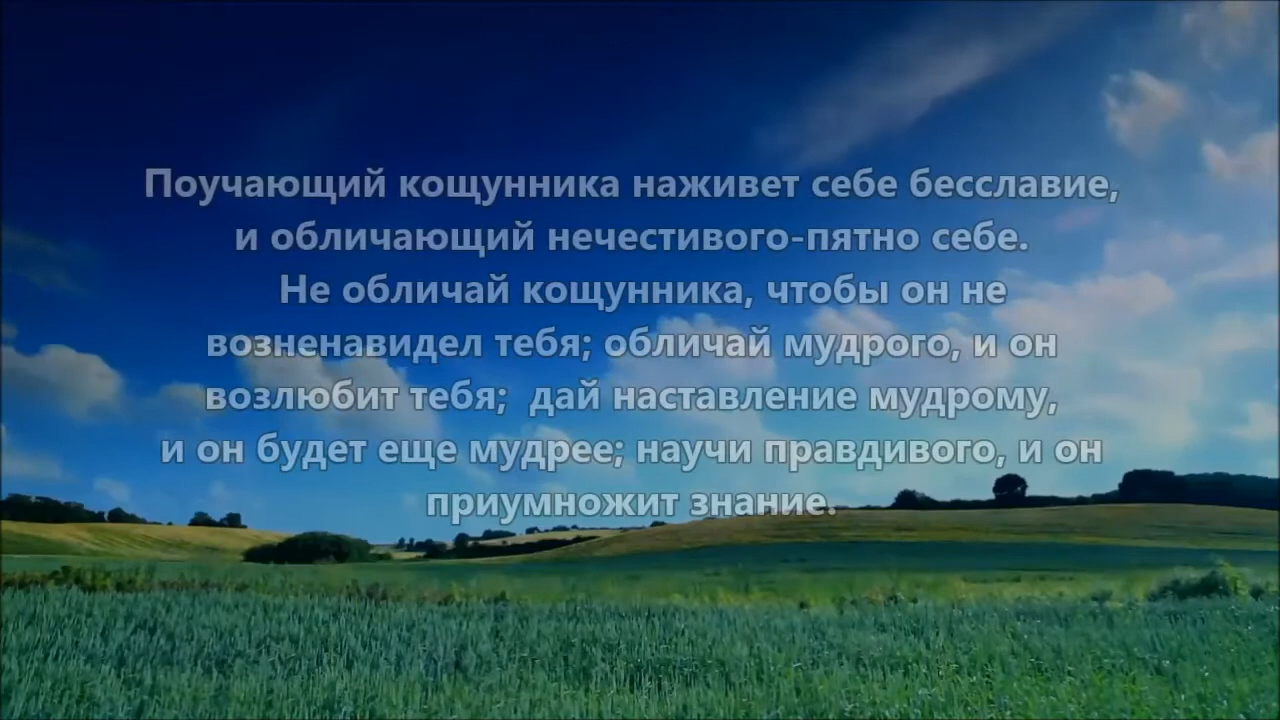 Поучающий кощунника наживет себе бесславие,
и обличающий нечестивого-пятно себе.
Не обличай кощунника, чтобы он не
возненавидел тебя; обличай мудрого, и он
возлюбит тебя;  дай наставление мудрому,
и он будет еще мудрее; научи правдивого, и он
приумножит знание.